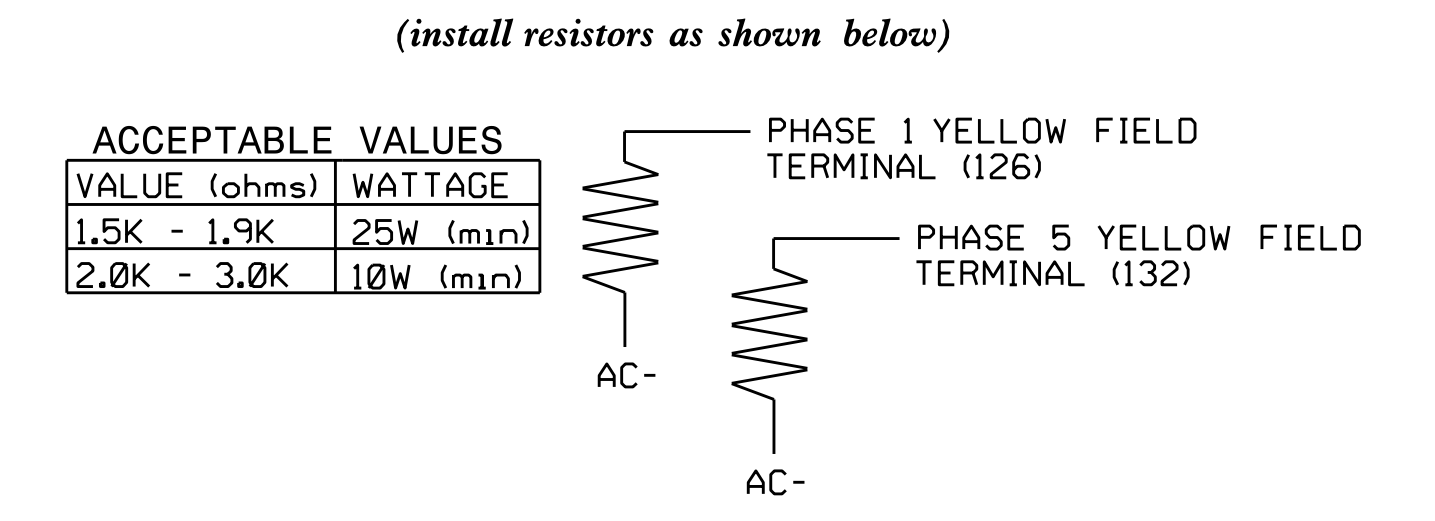 (install resistors as shown below)
ACCEPTABLE VALUES
VALUE (ohms) WATTAGE
1.5K - 1.9K 25W (min)
2.0K - 3.0K 10W (min)
PHASE 1 YELLOW FIELD
TERMINAL (126)
AC-
PHASE 5 YELLOW FIELD
TERMINAL (132)
AC-